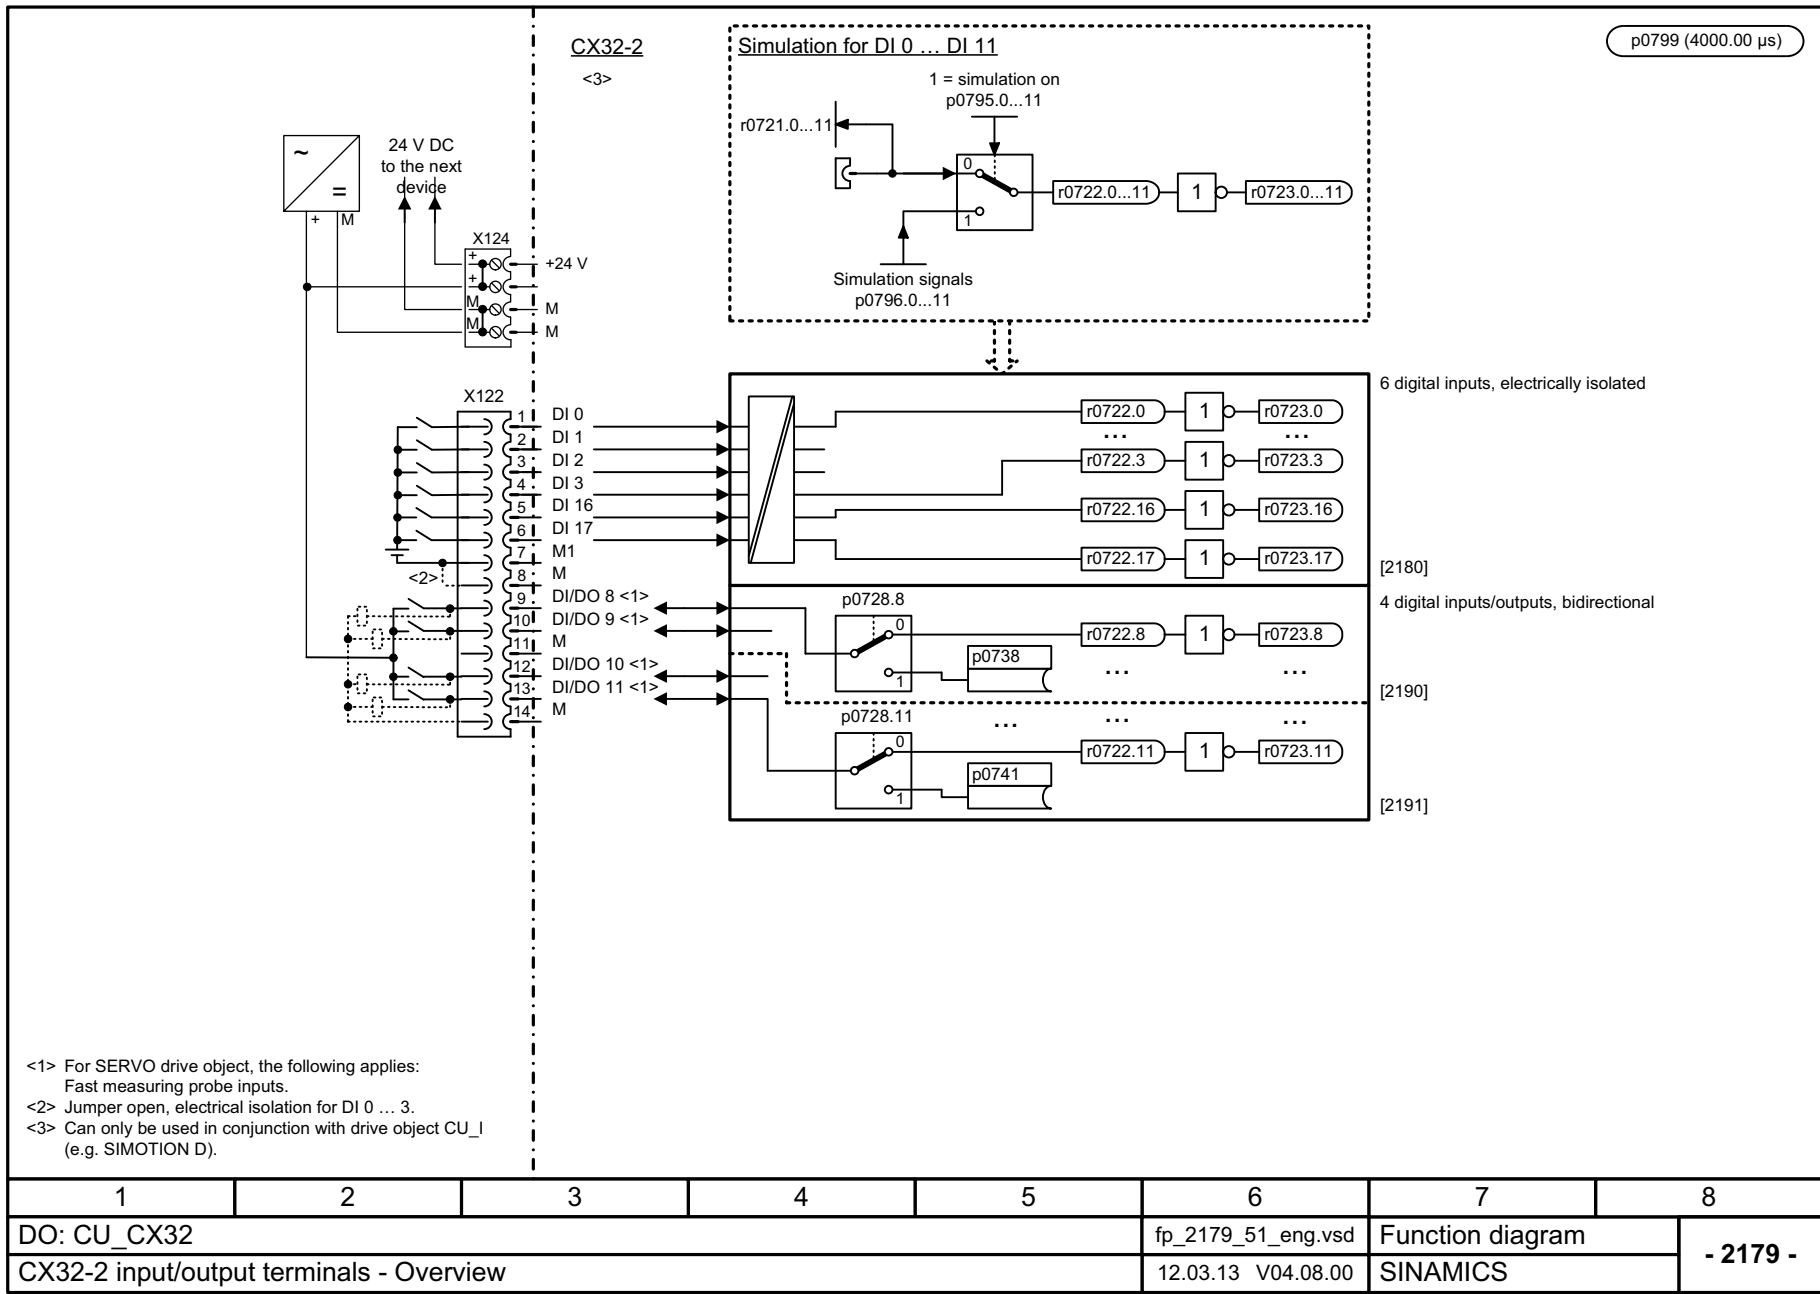 CX32-2
<3>
Simulation for DI 0 … DI 11
p0799 (4000.00 µs)
1 = simulation on
p0795.0...11
r0721.0...11
0
1
r0722.0...11
1
r0723.0...11
Simulation signals
p0796.0...11
~
=
+
M
24 V DC
to the next
device
X124
+
+24 V
+
M
M
M
M
X122
1
DI 0
2
DI 1
3
DI 2
4
DI 3
5
DI 16
6
DI 17
7
M1
<2>
8
M
9
DI/DO 8 <1>
10
DI/DO 9 <1>
11
M
12
DI/DO 10 <1>
13
DI/DO 11 <1>
14
M
6 digital inputs, electrically isolated
r0722.0
1
r0723.0
...
...
r0722.3
1
r0723.3
r0722.16
1
r0723.16
r0722.17
1
r0723.17
[2180]
4 digital inputs/outputs, bidirectional
p0728.8
0
1
r0722.8
1
r0723.8
p0738
...
...
[2190]
p0728.11
...
...
...
0
1
r0722.11
1
r0723.11
p0741
[2191]
<1> For SERVO drive object, the following applies:
Fast measuring probe inputs.
<2> Jumper open, electrical isolation for DI 0 … 3.
<3> Can only be used in conjunction with drive object CU_I
(e.g. SIMOTION D).
1 2 3 4 5 6 7 8
DO: CU_CX32
fp_2179_51_eng.vsd
Function diagram
- 2179 -
CX32-2 input/output terminals - Overview
12.03.13 V04.08.00
SINAMICS